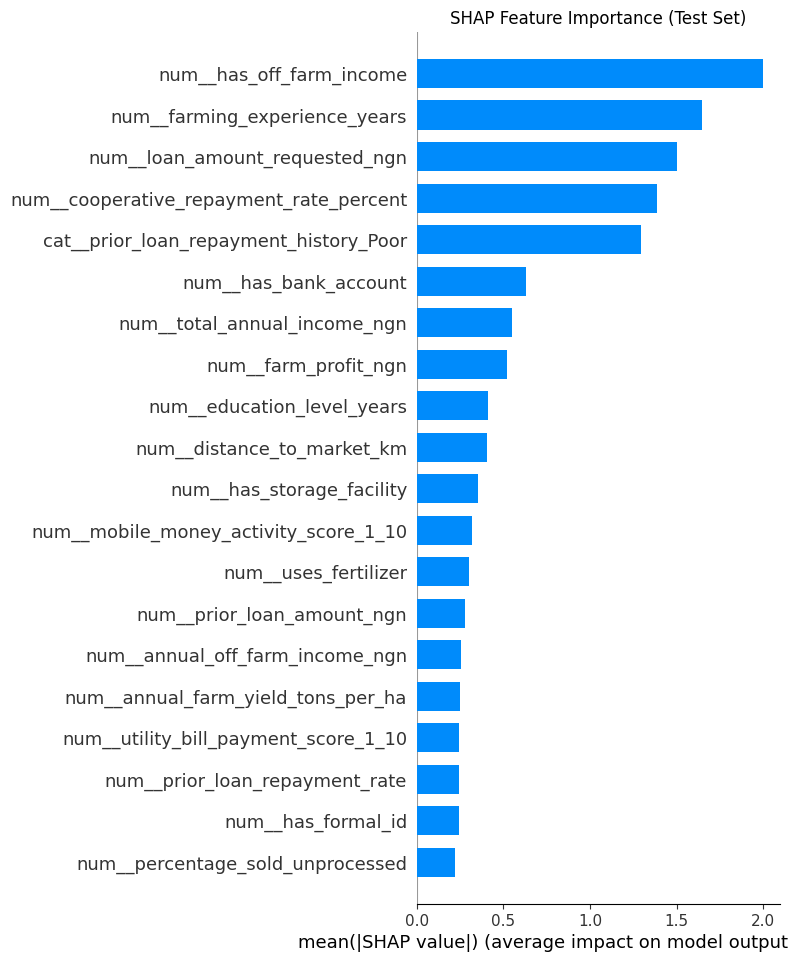 SHAP Feature Importance (Test Set)
num__has_off_farm_income
num__farming_experience_years
num__loan_amount_requested_ngn
num__cooperative_repayment_rate_percent
cat__prior_loan_repayment_history_Poor
num__has_bank_account
num__total_annual_income_ngn
num__farm_profit_ngn
num__education_level_years
num__distance_to_market_km
num__has_storage_facility
num__mobile_money_activity_score_1_10
num__uses_fertilizer
num__prior_loan_amount_ngn
num__annual_off_farm_income_ngn
num__annual_farm_yield_tons_per_ha
num__utility_bill_payment_score_1_10
num__prior_loan_repayment_rate
num__has_formal_id
num__percentage_sold_unprocessed
0.0 0.5 1.0 1.5 2.0
mean(|SHAP value|) (average impact on model output